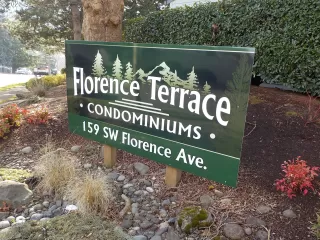 Florence Terrace
• CONDOMINIUMS •
159 SW Florence Ave.